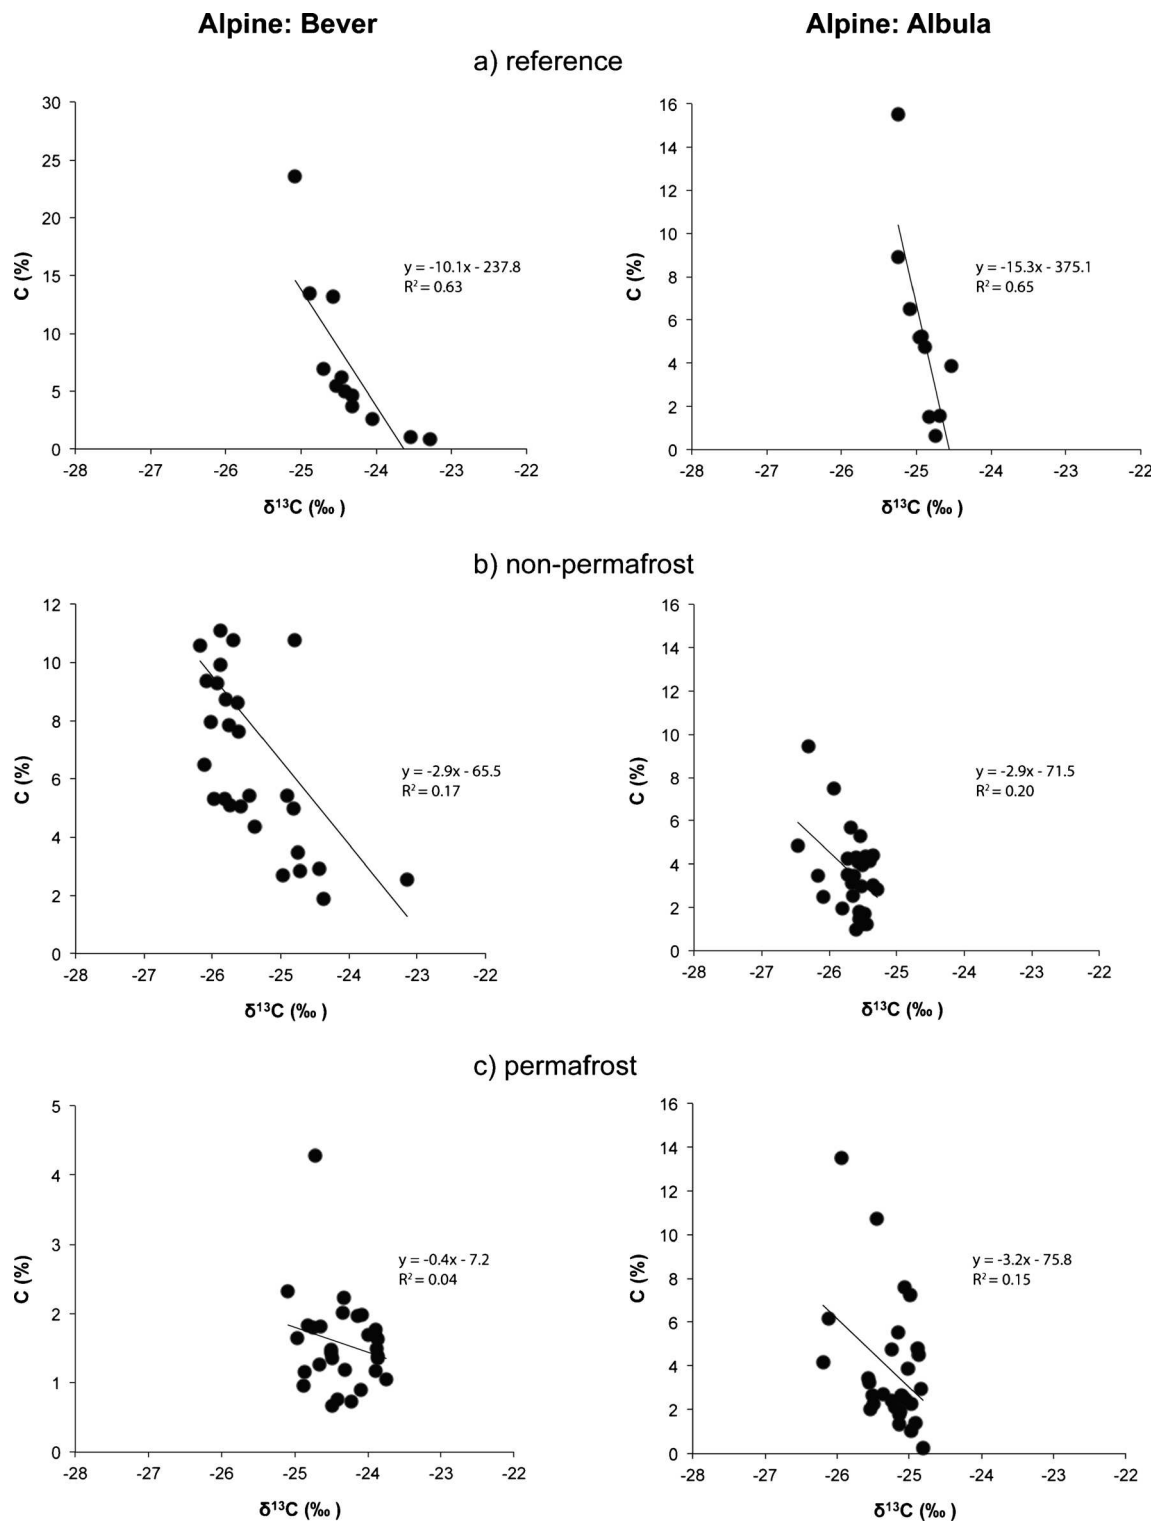 Alpine: Bever
Alpine: Albula
a) reference
30
25
20
15
10
5
0
C (%)
y = -10.1x - 237.8
R² = 0.63
-28 -27 -26 -25 -24 -23 -22
δ¹³C (‰ )
16
14
12
10
8
6
4
2
0
C (%)
y = -15.3x - 375.1
R² = 0.65
-28 -27 -26 -25 -24 -23 -22
δ¹³C (‰ )
b) non-permafrost
12
10
8
6
4
2
0
C (%)
y = -2.9x - 65.5
R² = 0.17
-28 -27 -26 -25 -24 -23 -22
δ¹³C (‰ )
16
14
12
10
8
6
4
2
0
C (%)
y = -2.9x - 71.5
R² = 0.20
-28 -27 -26 -25 -24 -23 -22
δ¹³C (‰ )
c) permafrost
5
4
3
2
1
0
C (%)
y = -0.4x - 7.2
R² = 0.04
-28 -27 -26 -25 -24 -23 -22
δ¹³C (‰ )
16
14
12
10
8
6
4
2
0
C (%)
y = -3.2x - 75.8
R² = 0.15
-28 -27 -26 -25 -24 -23 -22
δ¹³C (‰ )